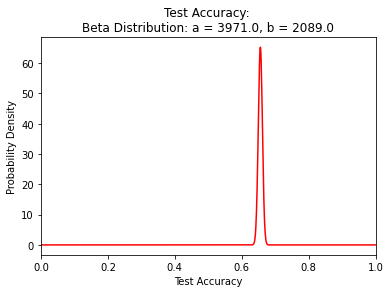 Test Accuracy:
Beta Distribution: a = 3971.0, b = 2089.0
Probability Density
60
50
40
30
20
10
0
0.0 0.2 0.4 0.6 0.8 1.0
Test Accuracy